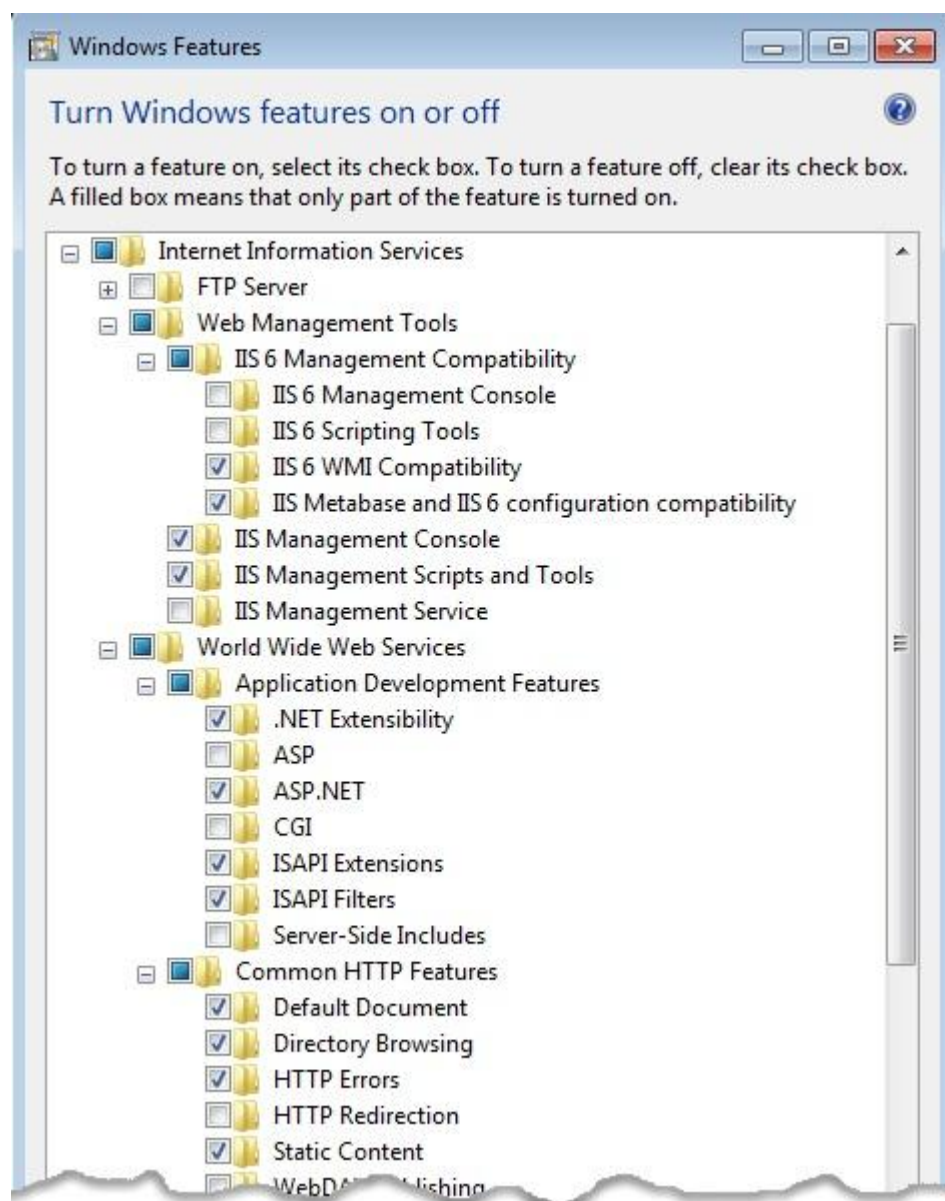 Windows Features
Turn Windows features on or off
To turn a feature on, select its check box. To turn a feature off, clear its check box.
A filled box means that only part of the feature is turned on.
Internet Information Services
FTP Server
Web Management Tools
IIS 6 Management Compatibility
IIS 6 Management Console
IIS 6 Scripting Tools
IIS 6 WMI Compatibility
IIS Metabase and IIS 6 configuration compatibility
IIS Management Console
IIS Management Scripts and Tools
IIS Management Service
World Wide Web Services
Application Development Features
.NET Extensibility
ASP
ASP.NET
CGI
ISAPI Extensions
ISAPI Filters
Server-Side Includes
Common HTTP Features
Default Document
Directory Browsing
HTTP Errors
HTTP Redirection
Static Content